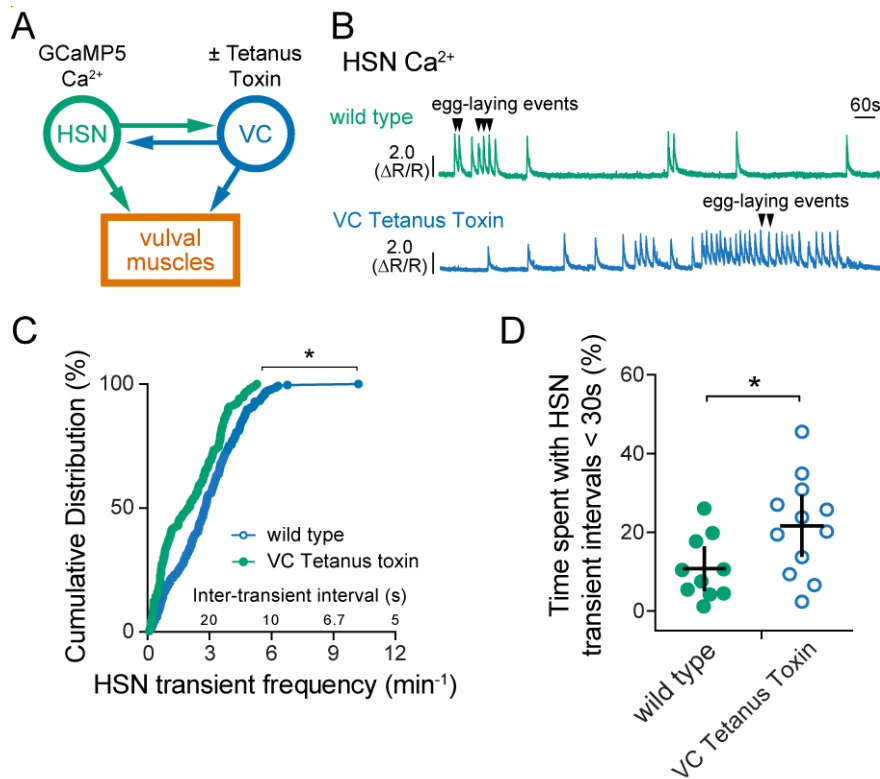 A
GCaMP5
Ca²⁺
± Tetanus
Toxin
HSN
VC
vulval
muscles
B
HSN Ca²⁺
wild type
egg-laying events
60s
2.0
(ΔR/R)
VC Tetanus Toxin
egg-laying events
2.0
(ΔR/R)
C
*
Cumulative Distribution (%)
100
50
0
wild type
VC Tetanus toxin
Inter-transient interval (s)
20 10 6.7 5
0 3 6 9 12
HSN transient frequency (min⁻¹)
D
*
Time spent with HSN
transient intervals < 30s (%)
60
40
20
0
wild type
VC Tetanus Toxin